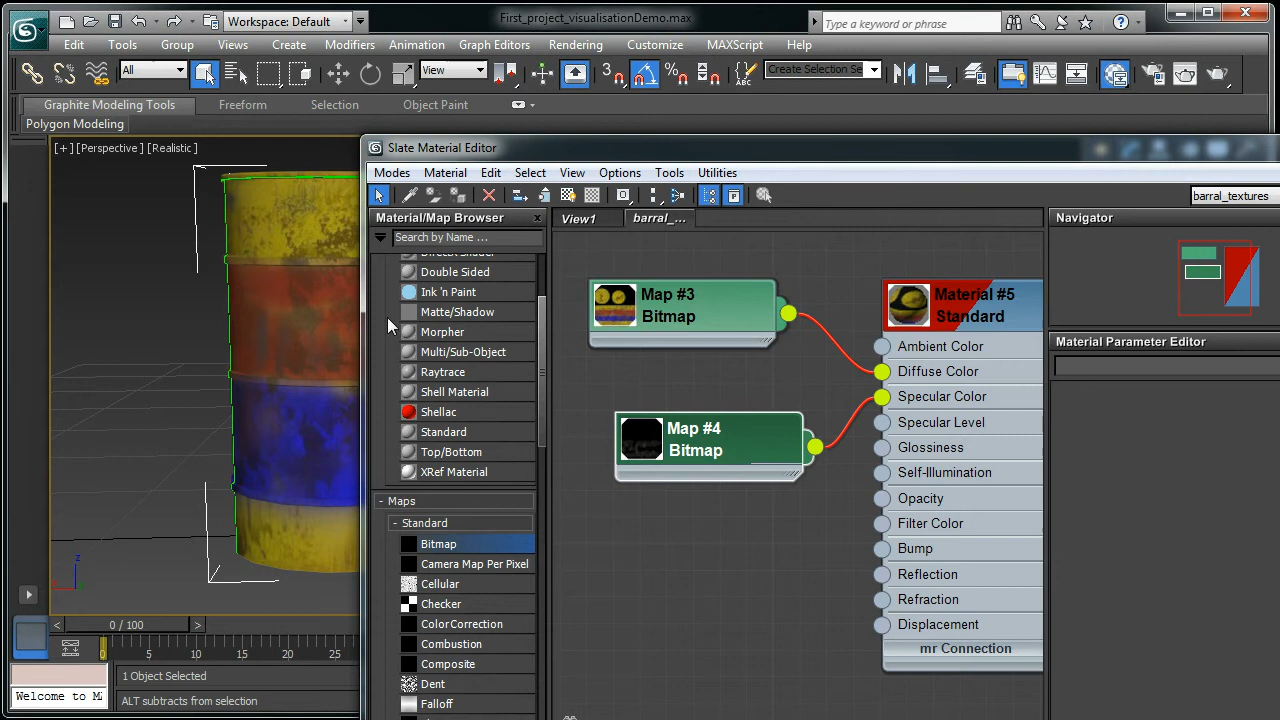 Workspace: Default
First_project_visualisationDemo.max
Type a keyword or phrase
Edit Tools Group Views Create Modifiers Animation Graph Editors Rendering Customize MAXScript Help
All
View
3
Create Selection Se
Graphite Modeling Tools Freeform Selection Object Paint
Polygon Modeling
[+] [Perspective] [Realistic]
Slate Material Editor
Modes Material Edit Select View Options Tools Utilities
barral_textures
Material/Map Browser
View1 barral_...
Navigator
Search by Name ...
DirectX Shader
Double Sided
Ink 'n Paint
Matte/Shadow
Morpher
Multi/Sub-Object
Raytrace
Shell Material
Shellac
Standard
Top/Bottom
XRef Material
- Maps
- Standard
Bitmap
Camera Map Per Pixel
Cellular
Checker
ColorCorrection
Combustion
Composite
Dent
Falloff
Map #3
Bitmap
Map #4
Bitmap
Material #5
Standard
Ambient Color
Diffuse Color
Specular Color
Specular Level
Glossiness
Self-Illumination
Opacity
Filter Color
Bump
Reflection
Refraction
Displacement
mr Connection
Material Parameter Editor
z
x
< 0 / 100 >
0 5 10 15 20 25 30
1 Object Selected
Welcome to M
ALT subtracts from selection